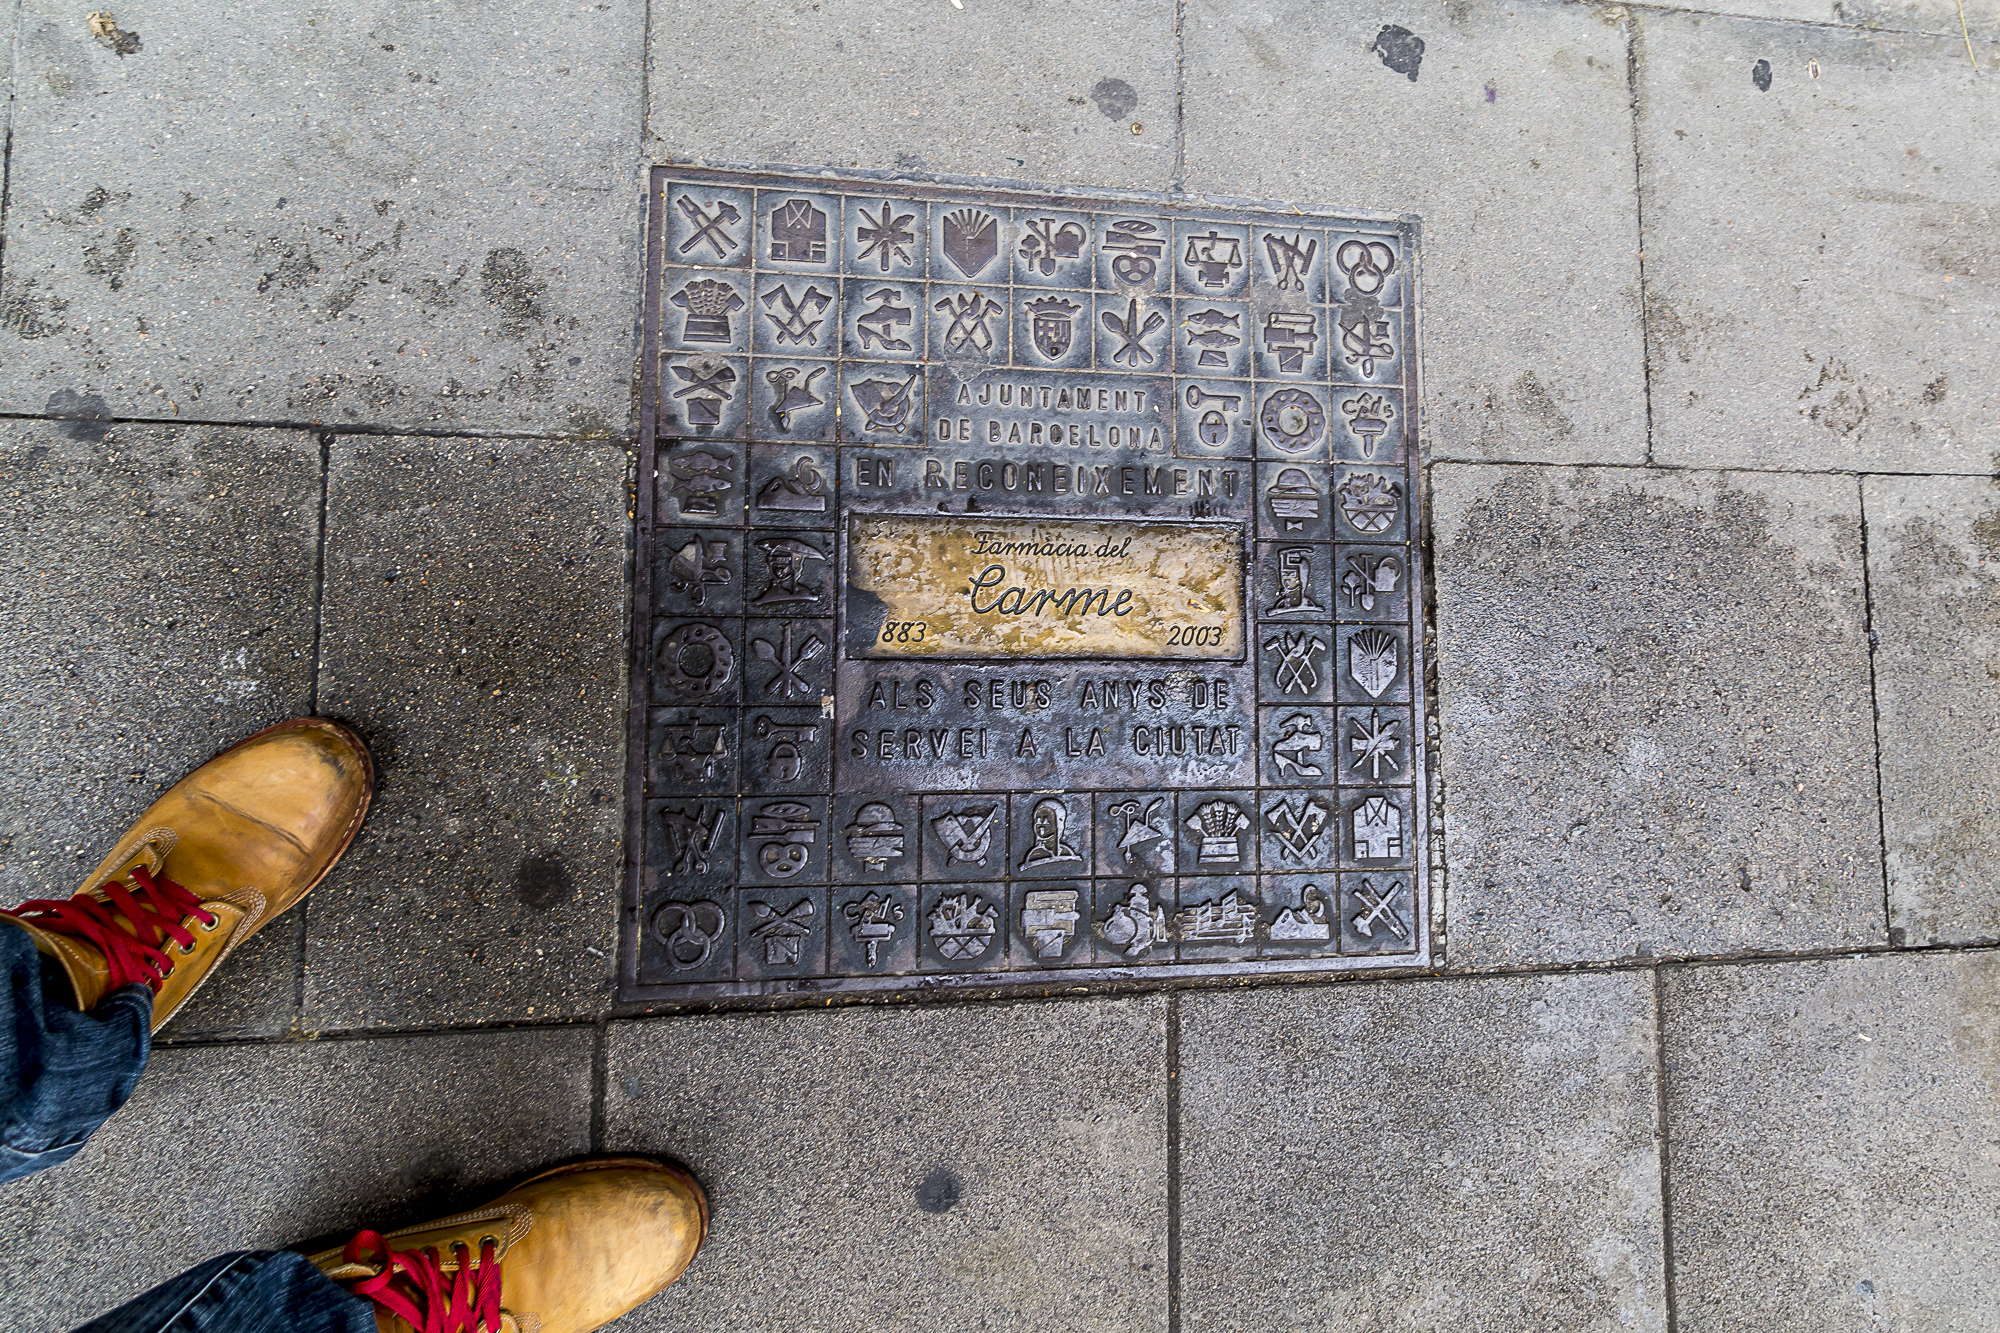 AJUNTAMENT
DE BARCELONA
EN RECONEIXEMENT
Farmàcia del
Carme
883 2003
ALS SEUS ANYS DE
SERVEI A LA CIUTAT